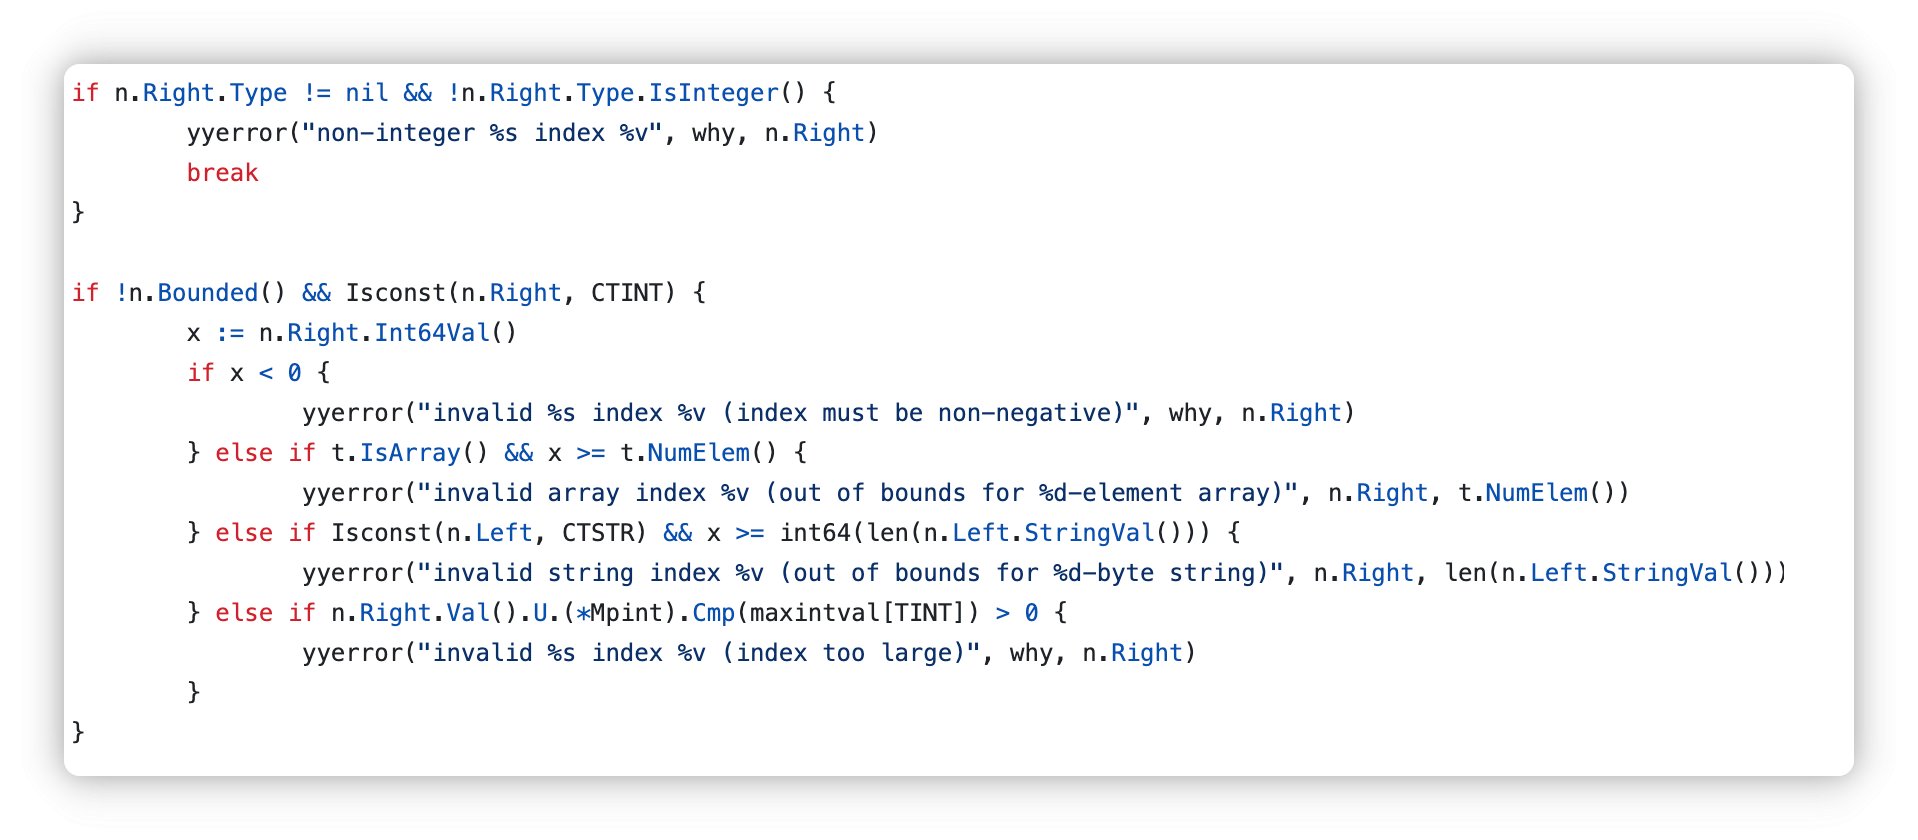 if n.Right.Type != nil && !n.Right.Type.IsInteger() {
        yyerror("non-integer %s index %v", why, n.Right)
        break
}

if !n.Bounded() && Isconst(n.Right, CTINT) {
        x := n.Right.Int64Val()
        if x < 0 {
                yyerror("invalid %s index %v (index must be non-negative)", why, n.Right)
        } else if t.IsArray() && x >= t.NumElem() {
                yyerror("invalid array index %v (out of bounds for %d-element array)", n.Right, t.NumElem())
        } else if Isconst(n.Left, CTSTR) && x >= int64(len(n.Left.StringVal())) {
                yyerror("invalid string index %v (out of bounds for %d-byte string)", n.Right, len(n.Left.StringVal()))
        } else if n.Right.Val().U.(*Mpint).Cmp(maxintval[TINT]) > 0 {
                yyerror("invalid %s index %v (index too large)", why, n.Right)
        }
}